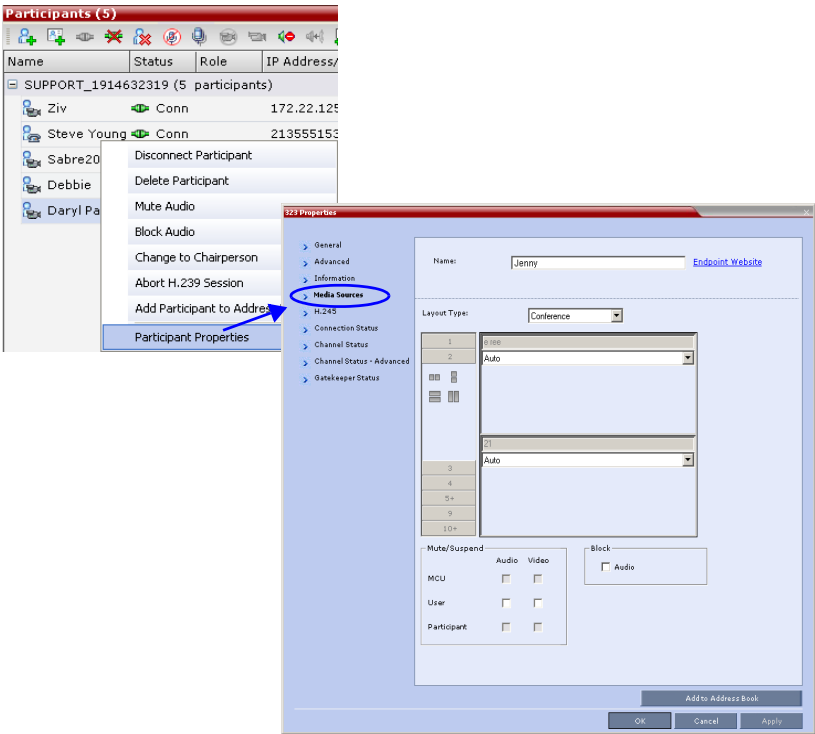 Participants (5)
Name Status Role IP Address/
SUPPORT_1914632319 (5 participants)
Ziv Conn 172.22.125
Steve Young Conn 213555153
Sabre20
Debbie
Daryl Pa
Disconnect Participant
Delete Participant
Mute Audio
Block Audio
Change to Chairperson
Abort H.239 Session
Add Participant to Addre
Participant Properties
323 Properties
General
Advanced
Information
Media Sources
H.245
Connection Status
Channel Status
Channel Status - Advanced
Gatekeeper Status
Name: Jenny Endpoint Website
Layout Type: Conference
1
2
3
4
5+
9
10+
e ree
Auto
21
Auto
Mute/Suspend
Audio Video
MCU
User
Participant
Block
Audio
Add to Address Book
OK Cancel Apply